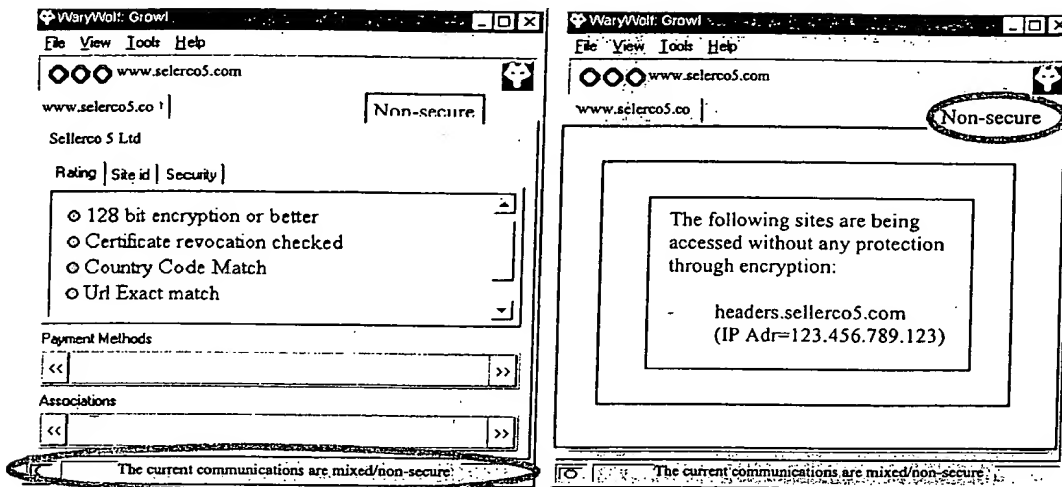 WaryWolf: Growl
File View Tools Help
www.selerco5.com
www.selerco5.co
Non-secure
Sellerco 5 Ltd
Rating Site id Security
128 bit encryption or better
Certificate revocation checked
Country Code Match
Url Exact match
Payment Methods
<< >>
Associations
<< >>
The current communications are mixed/non-secure
WaryWolf: Growl
File View Tools Help
www.selerco5.com
www.selerco5.co
Non-secure
The following sites are being
accessed without any protection
through encryption:
- headers.sellerco5.com
(IP Adr=123.456.789.123)
The current communications are mixed/non-secure